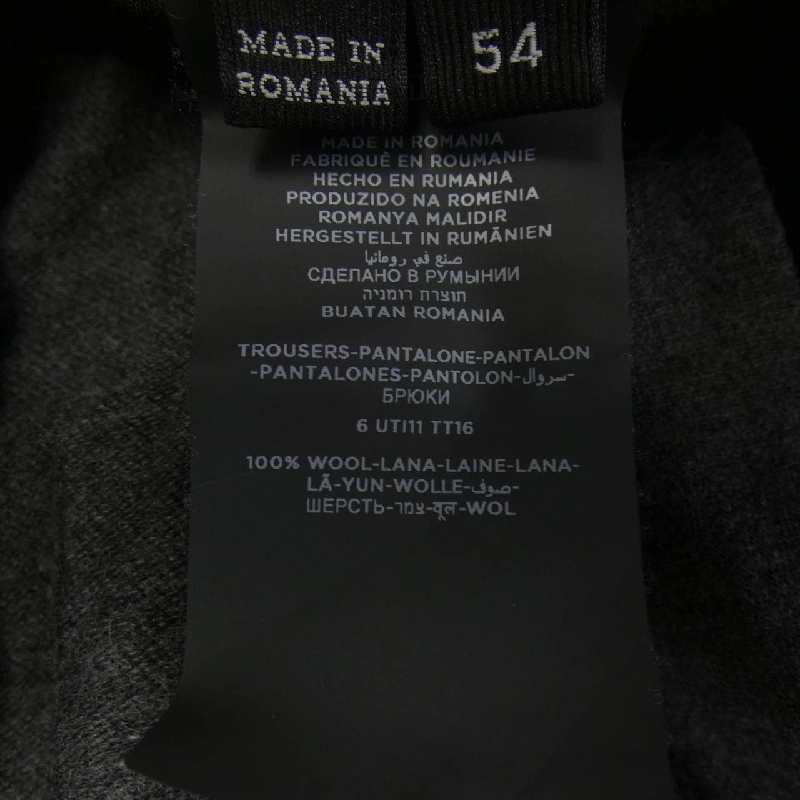 MADE IN
ROMANIA
54
MADE IN ROMANIA
FABRIQUÉ EN ROUMANIE
HECHO EN RUMANIA
PRODUZIDO NA ROMENIA
ROMANYA MALIDIR
HERGESTELLT IN RUMÄNIEN
صنع في رومانيا
СДЕЛАНО В РУМЫНИИ
תוצרת רומניה
BUATAN ROMANIA
TROUSERS-PANTALONE-PANTALON
-PANTALONES-PANTOLON-سروال-
БРЮКИ
6 UTI11 TT16
100% WOOL-LANA-LAINE-LANA-
LÃ-YUN-WOLLE-صوف-
ШЕРСТЬ-צמר-वूल-WOL